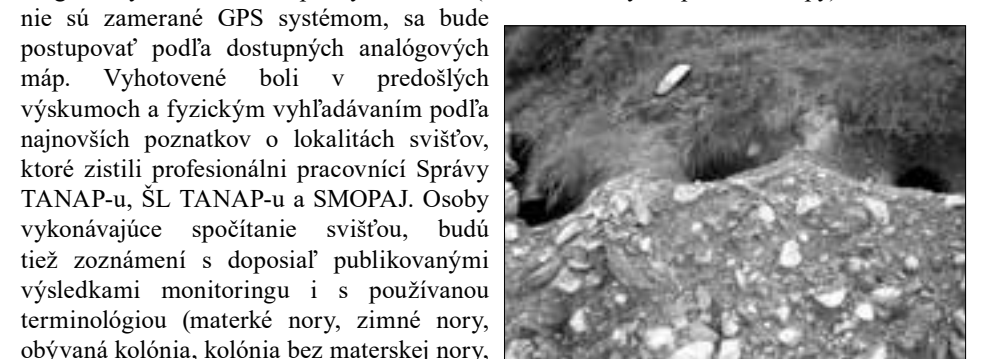 nie sú zamerané GPS systémom, sa bude
postupovať podľa dostupných analógových
máp. Vyhotovené boli v predošlých
výskumoch a fyzickým vyhľadávaním podľa
najnovších poznatkov o lokalitách svišťov,
ktoré zistili profesionálni pracovníci Správy
TANAP-u, ŠL TANAP-u a SMOPAJ. Osoby
vykonávajúce spočítanie svišťou, budú
tiež zoznámení s doposiaľ publikovanými
výsledkami monitoringu i s používanou
terminológiou (materké nory, zimné nory,
obývaná kolónia, kolónia bez materskej nory,